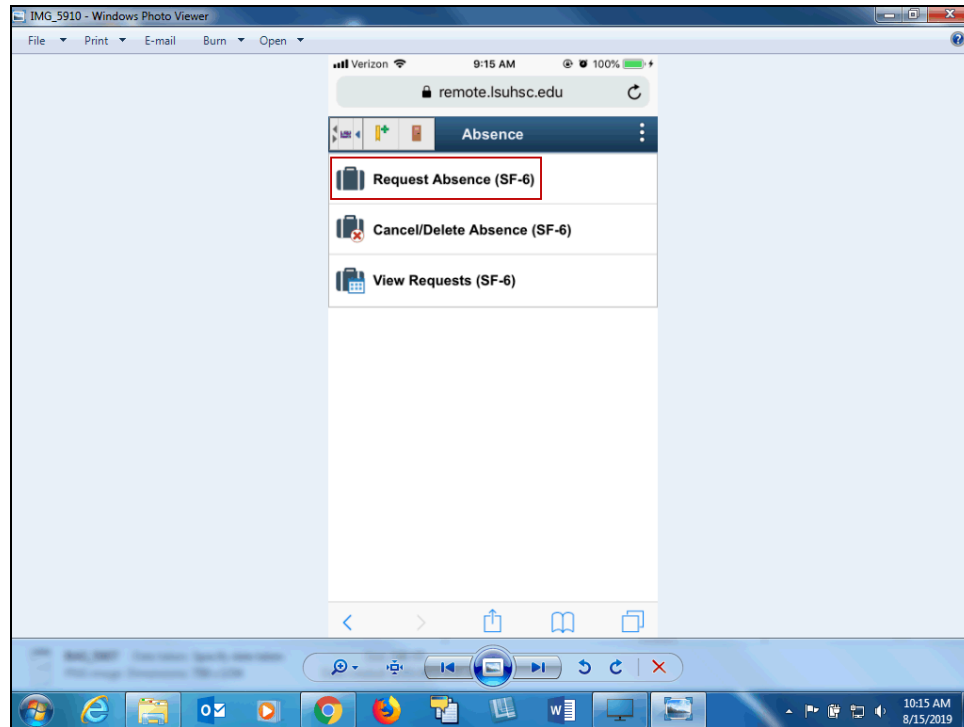 IMG_5910 - Windows Photo Viewer
File Print E-mail Burn Open
Verizon 9:15 AM 100%
remote.lsuhsc.edu
Absence
Request Absence (SF-6)
Cancel/Delete Absence (SF-6)
View Requests (SF-6)
10:15 AM
8/15/2019